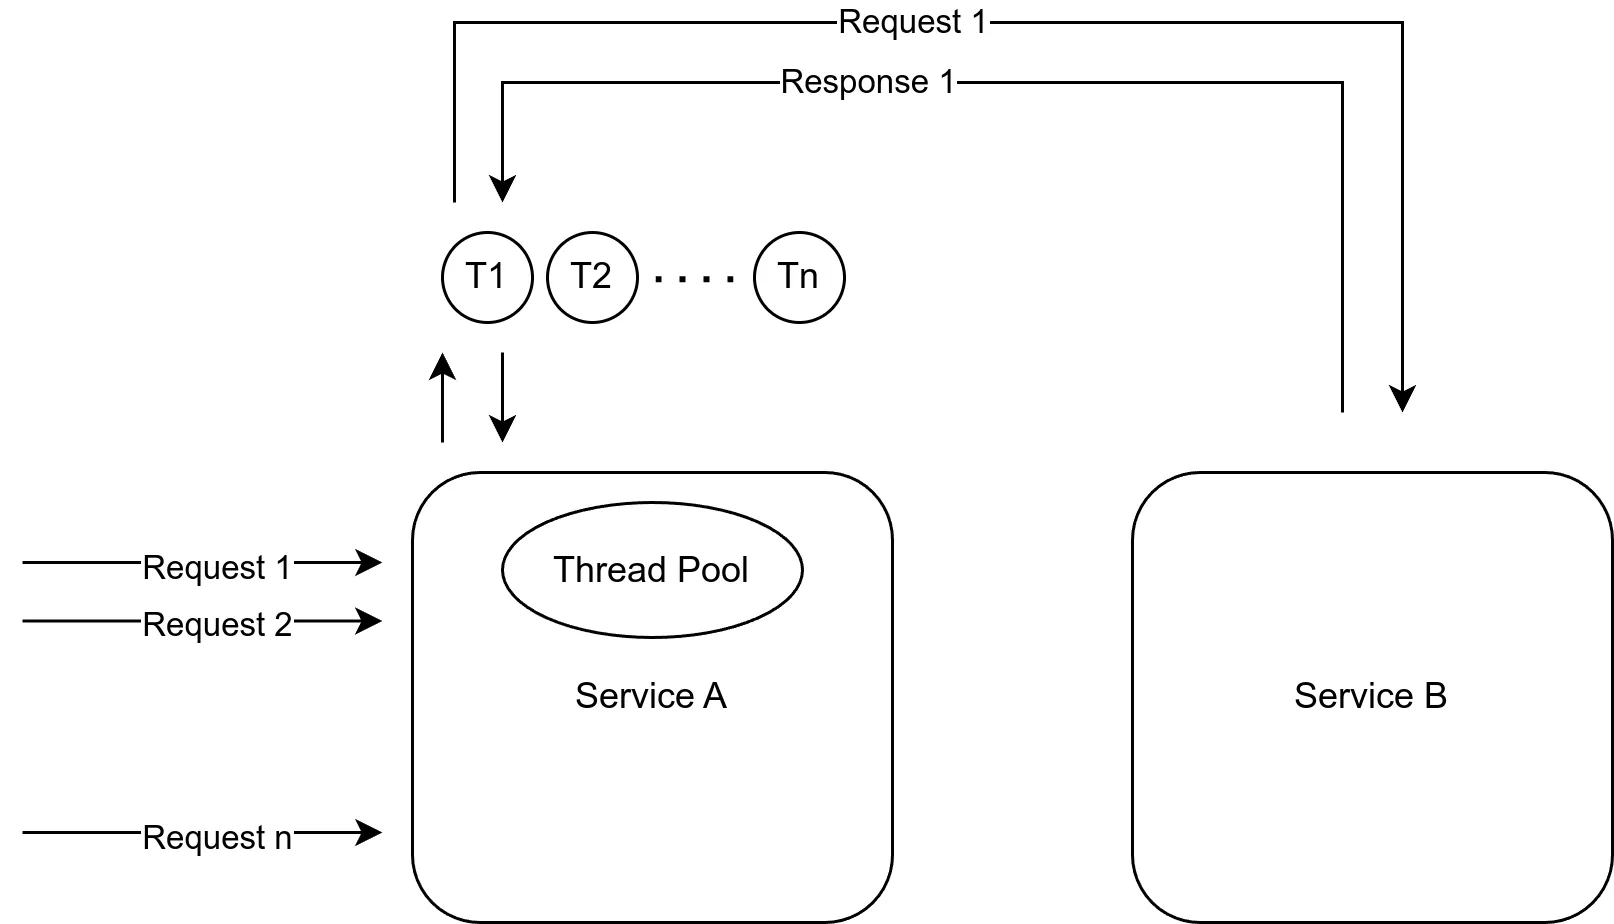 Request 1
Response 1
T1 T2 . . . . Tn
Thread Pool
Request 1
Request 2
Service A
Service B
Request n